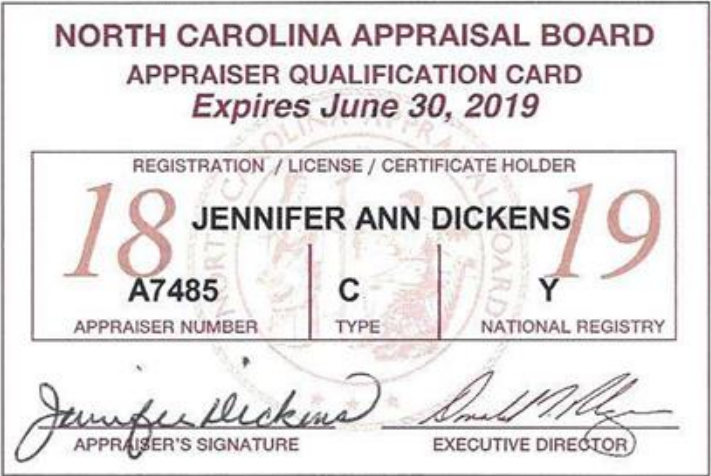 NORTH CAROLINA APPRAISAL BOARD
APPRAISER QUALIFICATION CARD
Expires June 30, 2019
REGISTRATION / LICENSE / CERTIFICATE HOLDER
18 JENNIFER ANN DICKENS 19
A7485 C Y
APPRAISER NUMBER TYPE NATIONAL REGISTRY
Jennifer Dickens
APPRAISER'S SIGNATURE EXECUTIVE DIRECTOR